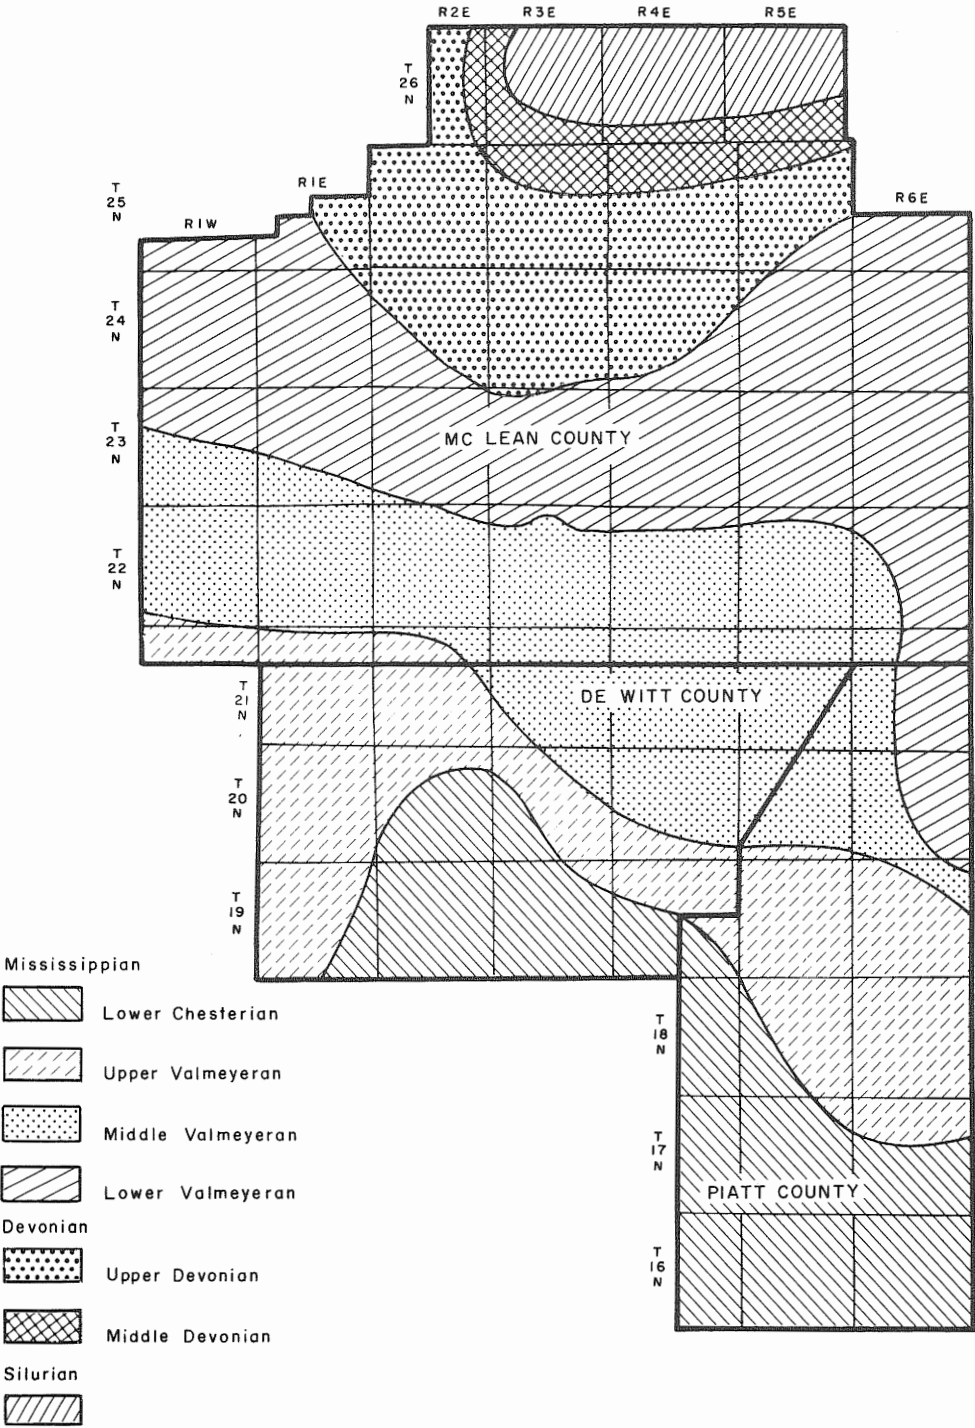 R2E R3E R4E R5E
T
26
N
R1E
T
25
N
R1W
R6E
T
24
N
T
23
N
MC LEAN COUNTY
T
22
N
T
21
N
DE WITT COUNTY
T
20
N
T
19
N
Mississippian
Lower Chesterian
T
18
N
Upper Valmeyeran
Middle Valmeyeran
T
17
N
Lower Valmeyeran
PIATT COUNTY
Devonian
Upper Devonian
T
16
N
Middle Devonian
Silurian